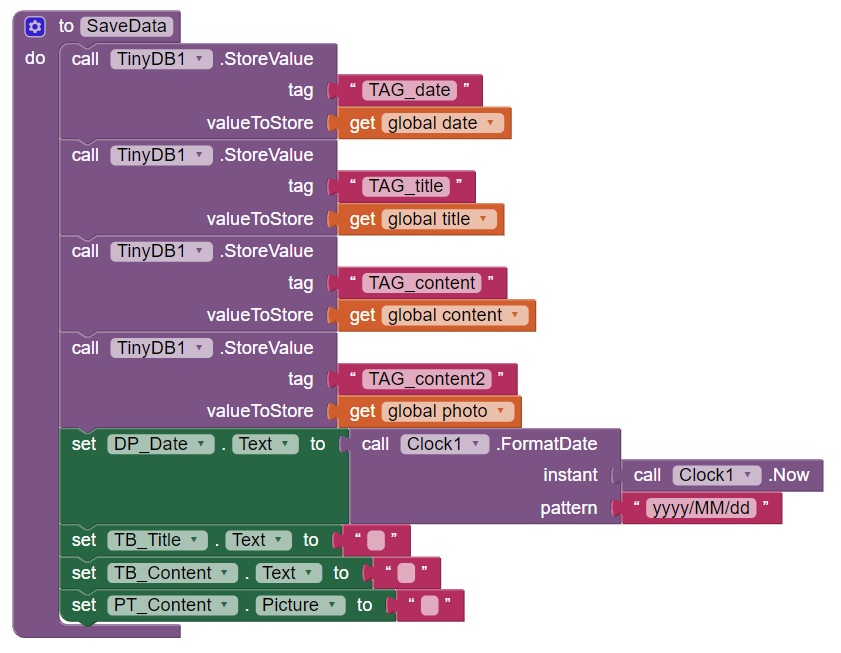 to SaveData
do call TinyDB1 .StoreValue
tag “ TAG_date ”
valueToStore get global date
call TinyDB1 .StoreValue
tag “ TAG_title ”
valueToStore get global title
call TinyDB1 .StoreValue
tag “ TAG_content ”
valueToStore get global content
call TinyDB1 .StoreValue
tag “ TAG_content2 ”
valueToStore get global photo
set DP_Date . Text to call Clock1 .FormatDate
instant call Clock1 .Now
pattern “ yyyy/MM/dd ”
set TB_Title . Text to “ ”
set TB_Content . Text to “ ”
set PT_Content . Picture to “ ”